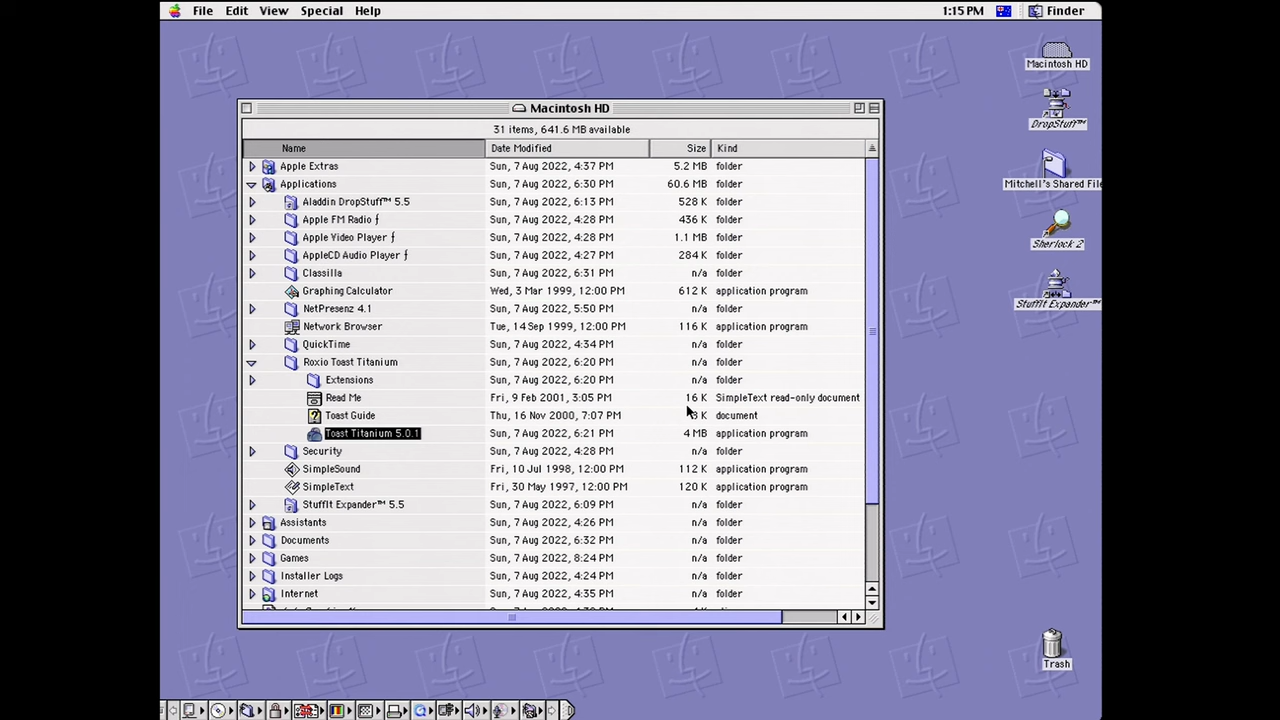 File Edit View Special Help 1:15 PM Finder
Macintosh HD
Macintosh HD
DropStuff™
31 items, 641.6 MB available
Name Date Modified Size Kind
Apple Extras Sun, 7 Aug 2022, 4:37 PM 5.2 MB folder
Applications Sun, 7 Aug 2022, 6:30 PM 60.6 MB folder
Mitchell's Shared File
Aladdin DropStuff™ 5.5 Sun, 7 Aug 2022, 6:13 PM 528 K folder
Apple FM Radio ƒ Sun, 7 Aug 2022, 4:28 PM 436 K folder
Apple Video Player ƒ Sun, 7 Aug 2022, 4:28 PM 1.1 MB folder
Sherlock 2
AppleCD Audio Player ƒ Sun, 7 Aug 2022, 4:27 PM 284 K folder
Classilla Sun, 7 Aug 2022, 6:31 PM n/a folder
Graphing Calculator Wed, 3 Mar 1999, 12:00 PM 612 K application program
StuffIt Expander™
NetPresenz 4.1 Sun, 7 Aug 2022, 5:50 PM n/a folder
Network Browser Tue, 14 Sep 1999, 12:00 PM 116 K application program
QuickTime Sun, 7 Aug 2022, 4:34 PM n/a folder
Roxio Toast Titanium Sun, 7 Aug 2022, 6:20 PM n/a folder
Extensions Sun, 7 Aug 2022, 6:20 PM n/a folder
Read Me Fri, 9 Feb 2001, 3:05 PM 16 K SimpleText read-only document
Toast Guide Thu, 16 Nov 2000, 7:07 PM K document
Toast Titanium 5.0.1 Sun, 7 Aug 2022, 6:21 PM 4 MB application program
Security Sun, 7 Aug 2022, 4:28 PM n/a folder
SimpleSound Fri, 10 Jul 1998, 12:00 PM 112 K application program
SimpleText Fri, 30 May 1997, 12:00 PM 120 K application program
StuffIt Expander™ 5.5 Sun, 7 Aug 2022, 6:09 PM n/a folder
Assistants Sun, 7 Aug 2022, 4:26 PM n/a folder
Documents Sun, 7 Aug 2022, 6:32 PM n/a folder
Games Sun, 7 Aug 2022, 8:24 PM n/a folder
Installer Logs Sun, 7 Aug 2022, 4:24 PM n/a folder
Internet Sun, 7 Aug 2022, 4:35 PM n/a folder
Trash